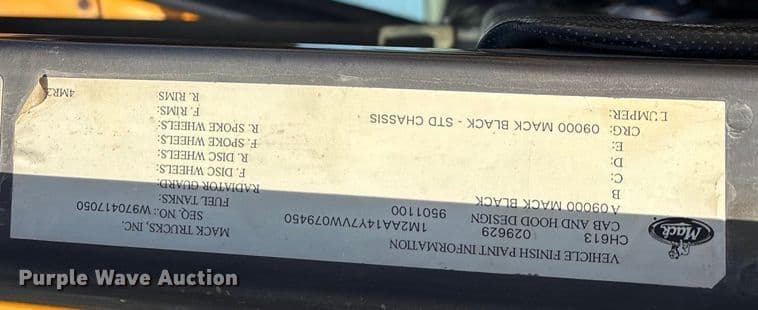 Mack
VEHICLE FINISH PAINT INFORMATION
MACK TRUCKS, INC.
CH613 029629 1M2AA14Y7VW079450 SEQ. NO.: W970417050
CAB AND HOOD DESIGN 9501100
FUEL TANKS:
A 09000 MACK BLACK
RADIATOR GUARD:
B
F. DISC WHEELS:
C:
R. DISC WHEELS:
D:
F. SPOKE WHEELS:
E:
R. SPOKE WHEELS:
CRG: 09000 MACK BLACK - STD CHASSIS
F. RIMS:
R. RIMS:
Purple Wave Auction